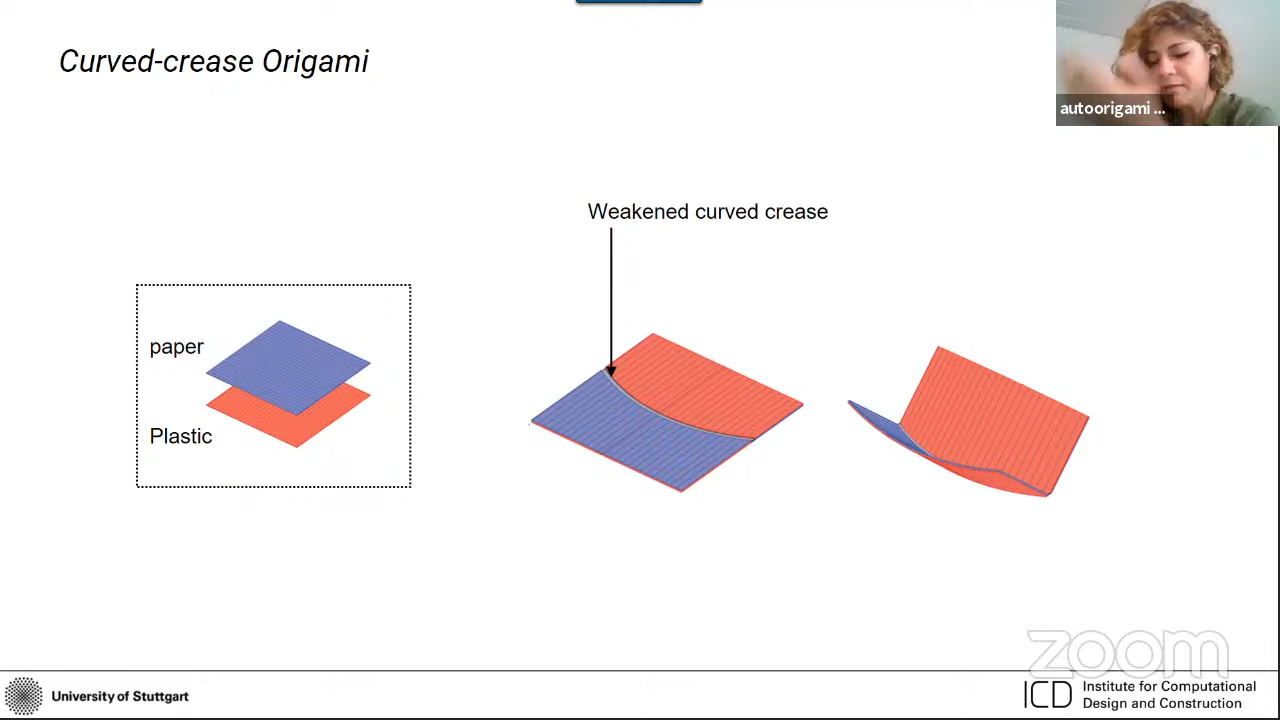 Curved-crease Origami
autoorigami ...
Weakened curved crease
paper
Plastic
zoom
University of Stuttgart
ICD
Institute for Computational
Design and Construction